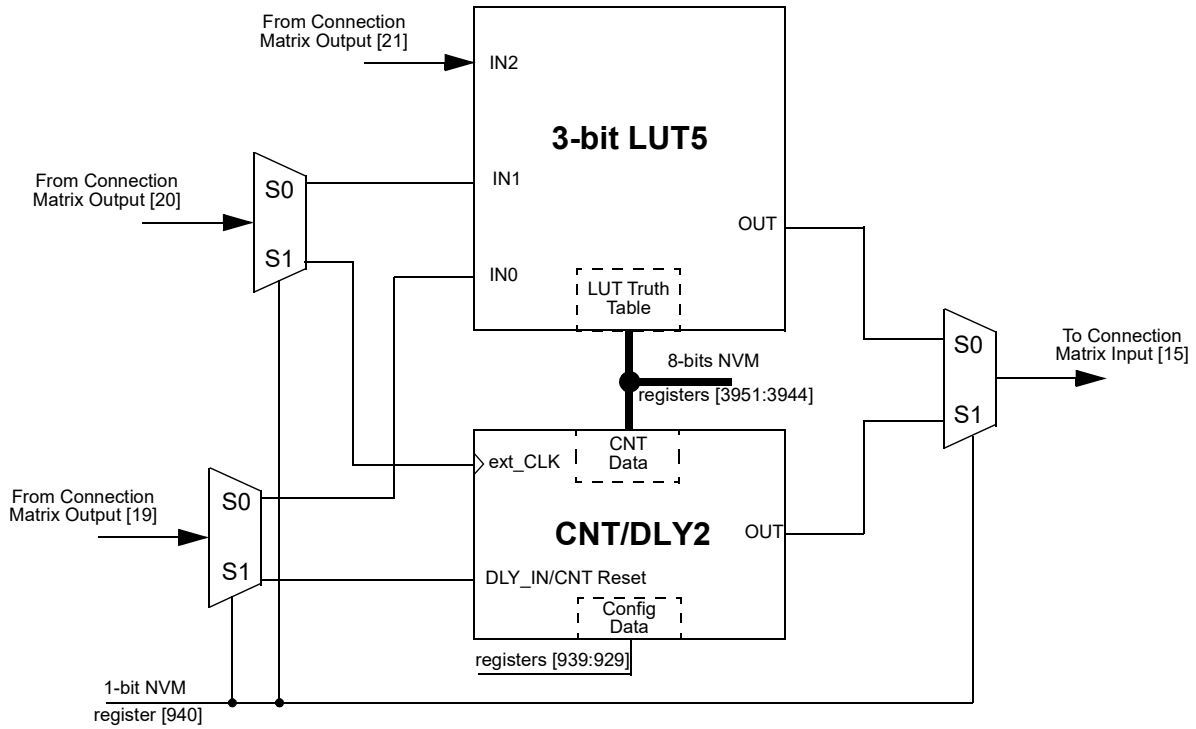 From Connection
Matrix Output [21]
IN2
3-bit LUT5
From Connection
Matrix Output [20]
S0
S1
IN1
IN0
OUT
LUT Truth
Table
8-bits NVM
registers [3951:3944]
S0
S1
To Connection
Matrix Input [15]
CNT
Data
ext_CLK
From Connection
Matrix Output [19]
S0
S1
CNT/DLY2
OUT
DLY_IN/CNT Reset
Config
Data
registers [939:929]
1-bit NVM
register [940]